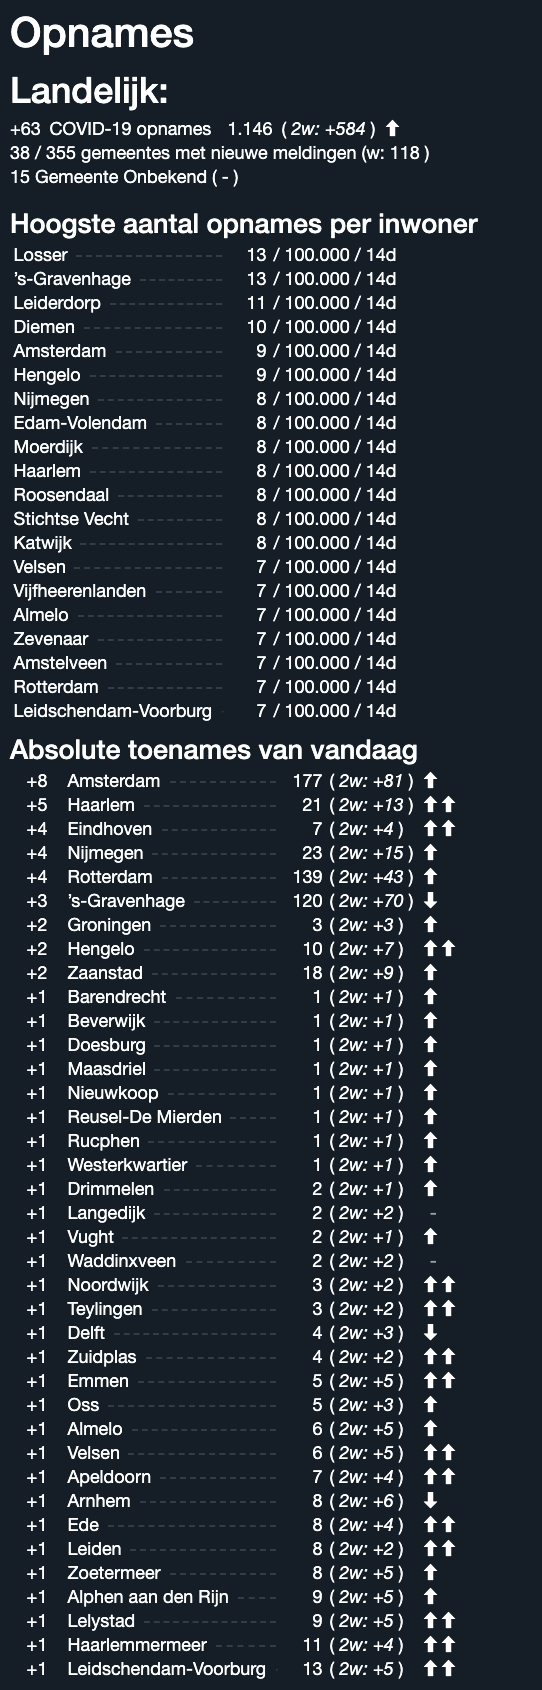 Opnames
Landelijk:
+63 COVID-19 opnames 1.146 ( 2w: +584 ) ⬆
38 / 355 gemeentes met nieuwe meldingen (w: 118 )
15 Gemeente Onbekend ( - )
Hoogste aantal opnames per inwoner
Losser 13 / 100.000 / 14d
’s-Gravenhage 13 / 100.000 / 14d
Leiderdorp 11 / 100.000 / 14d
Diemen 10 / 100.000 / 14d
Amsterdam 9 / 100.000 / 14d
Hengelo 9 / 100.000 / 14d
Nijmegen 8 / 100.000 / 14d
Edam-Volendam 8 / 100.000 / 14d
Moerdijk 8 / 100.000 / 14d
Haarlem 8 / 100.000 / 14d
Roosendaal 8 / 100.000 / 14d
Stichtse Vecht 8 / 100.000 / 14d
Katwijk 8 / 100.000 / 14d
Velsen 7 / 100.000 / 14d
Vijfheerenlanden 7 / 100.000 / 14d
Almelo 7 / 100.000 / 14d
Zevenaar 7 / 100.000 / 14d
Amstelveen 7 / 100.000 / 14d
Rotterdam 7 / 100.000 / 14d
Leidschendam-Voorburg 7 / 100.000 / 14d
Absolute toenames van vandaag
+8 Amsterdam 177 ( 2w: +81 ) ⬆
+5 Haarlem 21 ( 2w: +13 ) ⬆⬆
+4 Eindhoven 7 ( 2w: +4 ) ⬆⬆
+4 Nijmegen 23 ( 2w: +15 ) ⬆
+4 Rotterdam 139 ( 2w: +43 ) ⬆
+3 ’s-Gravenhage 120 ( 2w: +70 ) ⬇
+2 Groningen 3 ( 2w: +3 ) ⬆
+2 Hengelo 10 ( 2w: +7 ) ⬆⬆
+2 Zaanstad 18 ( 2w: +9 ) ⬆
+1 Barendrecht 1 ( 2w: +1 ) ⬆
+1 Beverwijk 1 ( 2w: +1 ) ⬆
+1 Doesburg 1 ( 2w: +1 ) ⬆
+1 Maasdriel 1 ( 2w: +1 ) ⬆
+1 Nieuwkoop 1 ( 2w: +1 ) ⬆
+1 Reusel-De Mierden 1 ( 2w: +1 ) ⬆
+1 Rucphen 1 ( 2w: +1 ) ⬆
+1 Westerkwartier 1 ( 2w: +1 ) ⬆
+1 Drimmelen 2 ( 2w: +1 ) ⬆
+1 Langedijk 2 ( 2w: +2 ) -
+1 Vught 2 ( 2w: +1 ) ⬆
+1 Waddinxveen 2 ( 2w: +2 ) -
+1 Noordwijk 3 ( 2w: +2 ) ⬆⬆
+1 Teylingen 3 ( 2w: +2 ) ⬆⬆
+1 Delft 4 ( 2w: +3 ) ⬇
+1 Zuidplas 4 ( 2w: +2 ) ⬆⬆
+1 Emmen 5 ( 2w: +5 ) ⬆⬆
+1 Oss 5 ( 2w: +3 ) ⬆
+1 Almelo 6 ( 2w: +5 ) ⬆
+1 Velsen 6 ( 2w: +5 ) ⬆⬆
+1 Apeldoorn 7 ( 2w: +4 ) ⬆⬆
+1 Arnhem 8 ( 2w: +6 ) ⬇
+1 Ede 8 ( 2w: +4 ) ⬆⬆
+1 Leiden 8 ( 2w: +2 ) ⬆⬆
+1 Zoetermeer 8 ( 2w: +5 ) ⬆
+1 Alphen aan den Rijn 9 ( 2w: +5 ) ⬆
+1 Lelystad 9 ( 2w: +5 ) ⬆⬆
+1 Haarlemmermeer 11 ( 2w: +4 ) ⬆⬆
+1 Leidschendam-Voorburg 13 ( 2w: +5 ) ⬆⬆